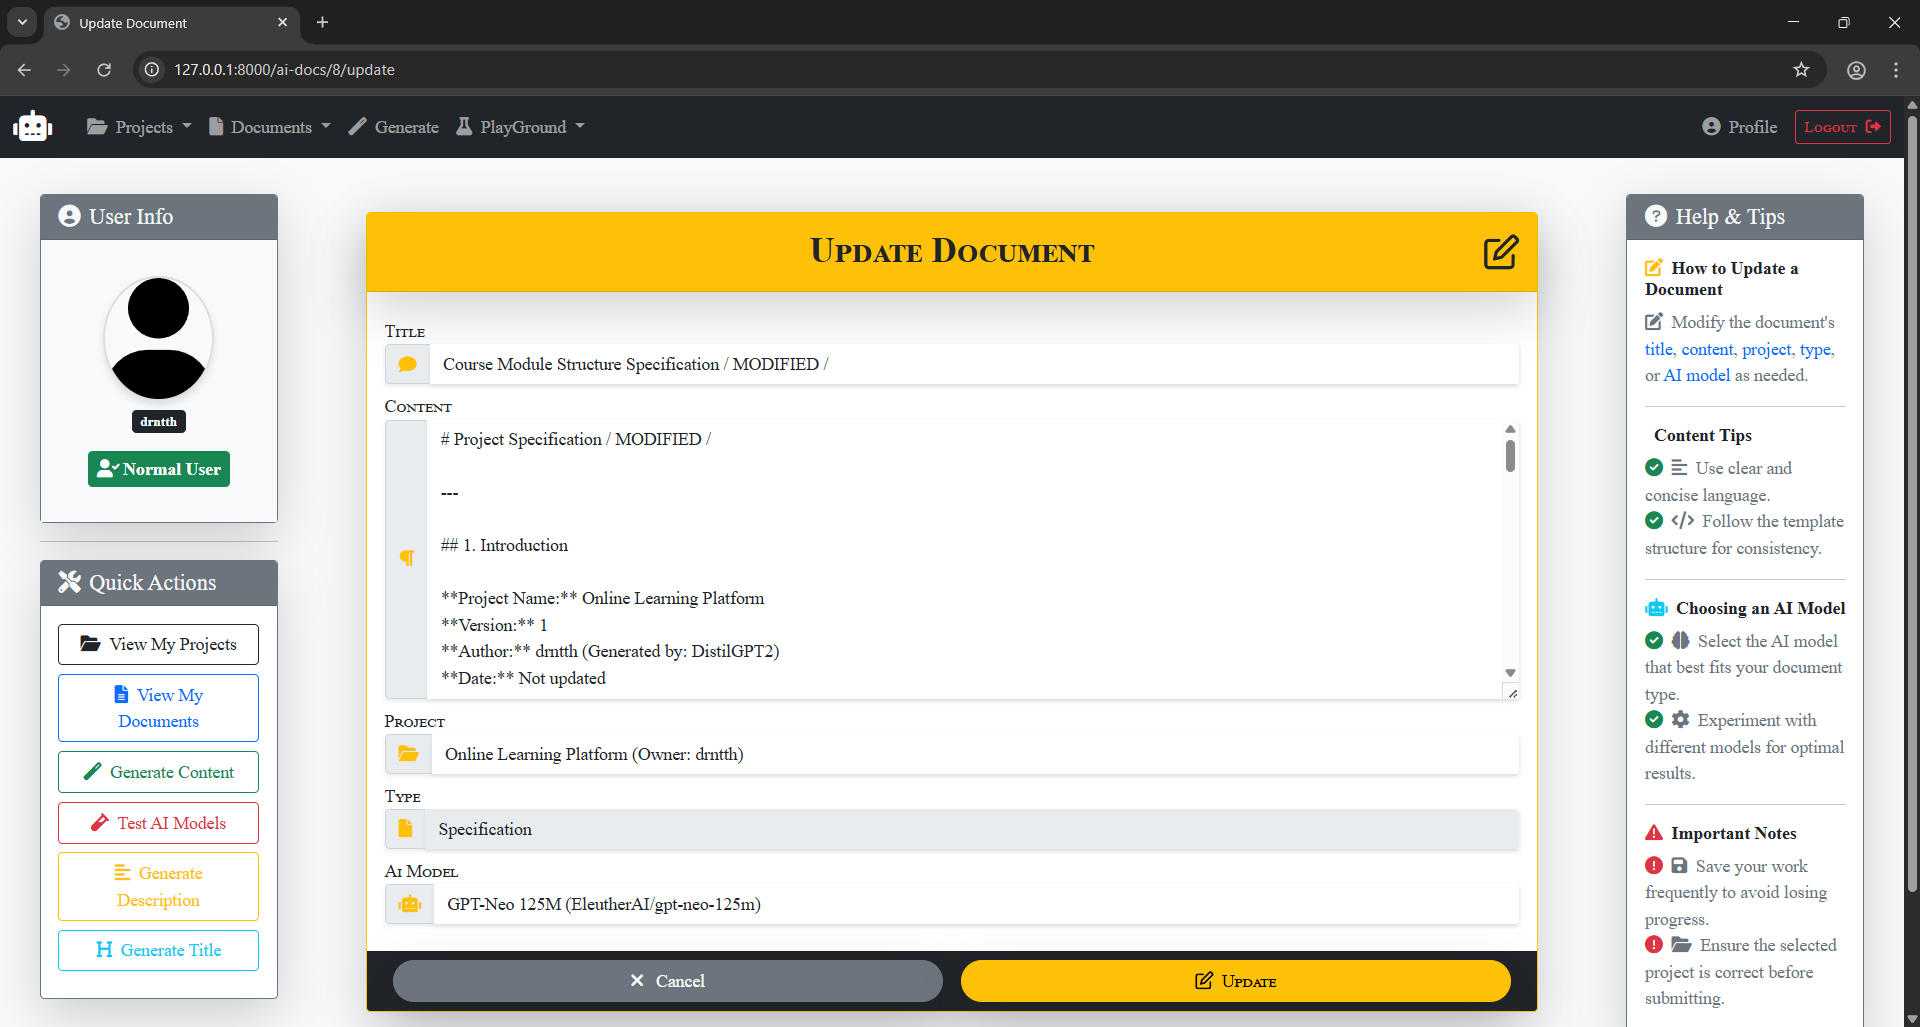 Update Document
127.0.0.1:8000/ai-docs/8/update
Projects
Documents
Generate
PlayGround
Profile
Logout
User Info
drntth
Normal User
Quick Actions
View My Projects
View My
Documents
Generate Content
Test AI Models
Generate
Description
Generate Title
Update Document
Title
Course Module Structure Specification / MODIFIED /
Content
# Project Specification / MODIFIED /
---
## 1. Introduction
**Project Name:** Online Learning Platform
**Version:** 1
**Author:** drntth (Generated by: DistilGPT2)
**Date:** Not updated
Project
Online Learning Platform (Owner: drntth)
Type
Specification
Ai Model
GPT-Neo 125M (EleutherAI/gpt-neo-125m)
Cancel
Update
Help & Tips
How to Update a
Document
Modify the document's
title, content, project, type,
or AI model as needed.
Content Tips
Use clear and
concise language.
Follow the template
structure for consistency.
Choosing an AI Model
Select the AI model
that best fits your document
type.
Experiment with
different models for optimal
results.
Important Notes
Save your work
frequently to avoid losing
progress.
Ensure the selected
project is correct before
submitting.